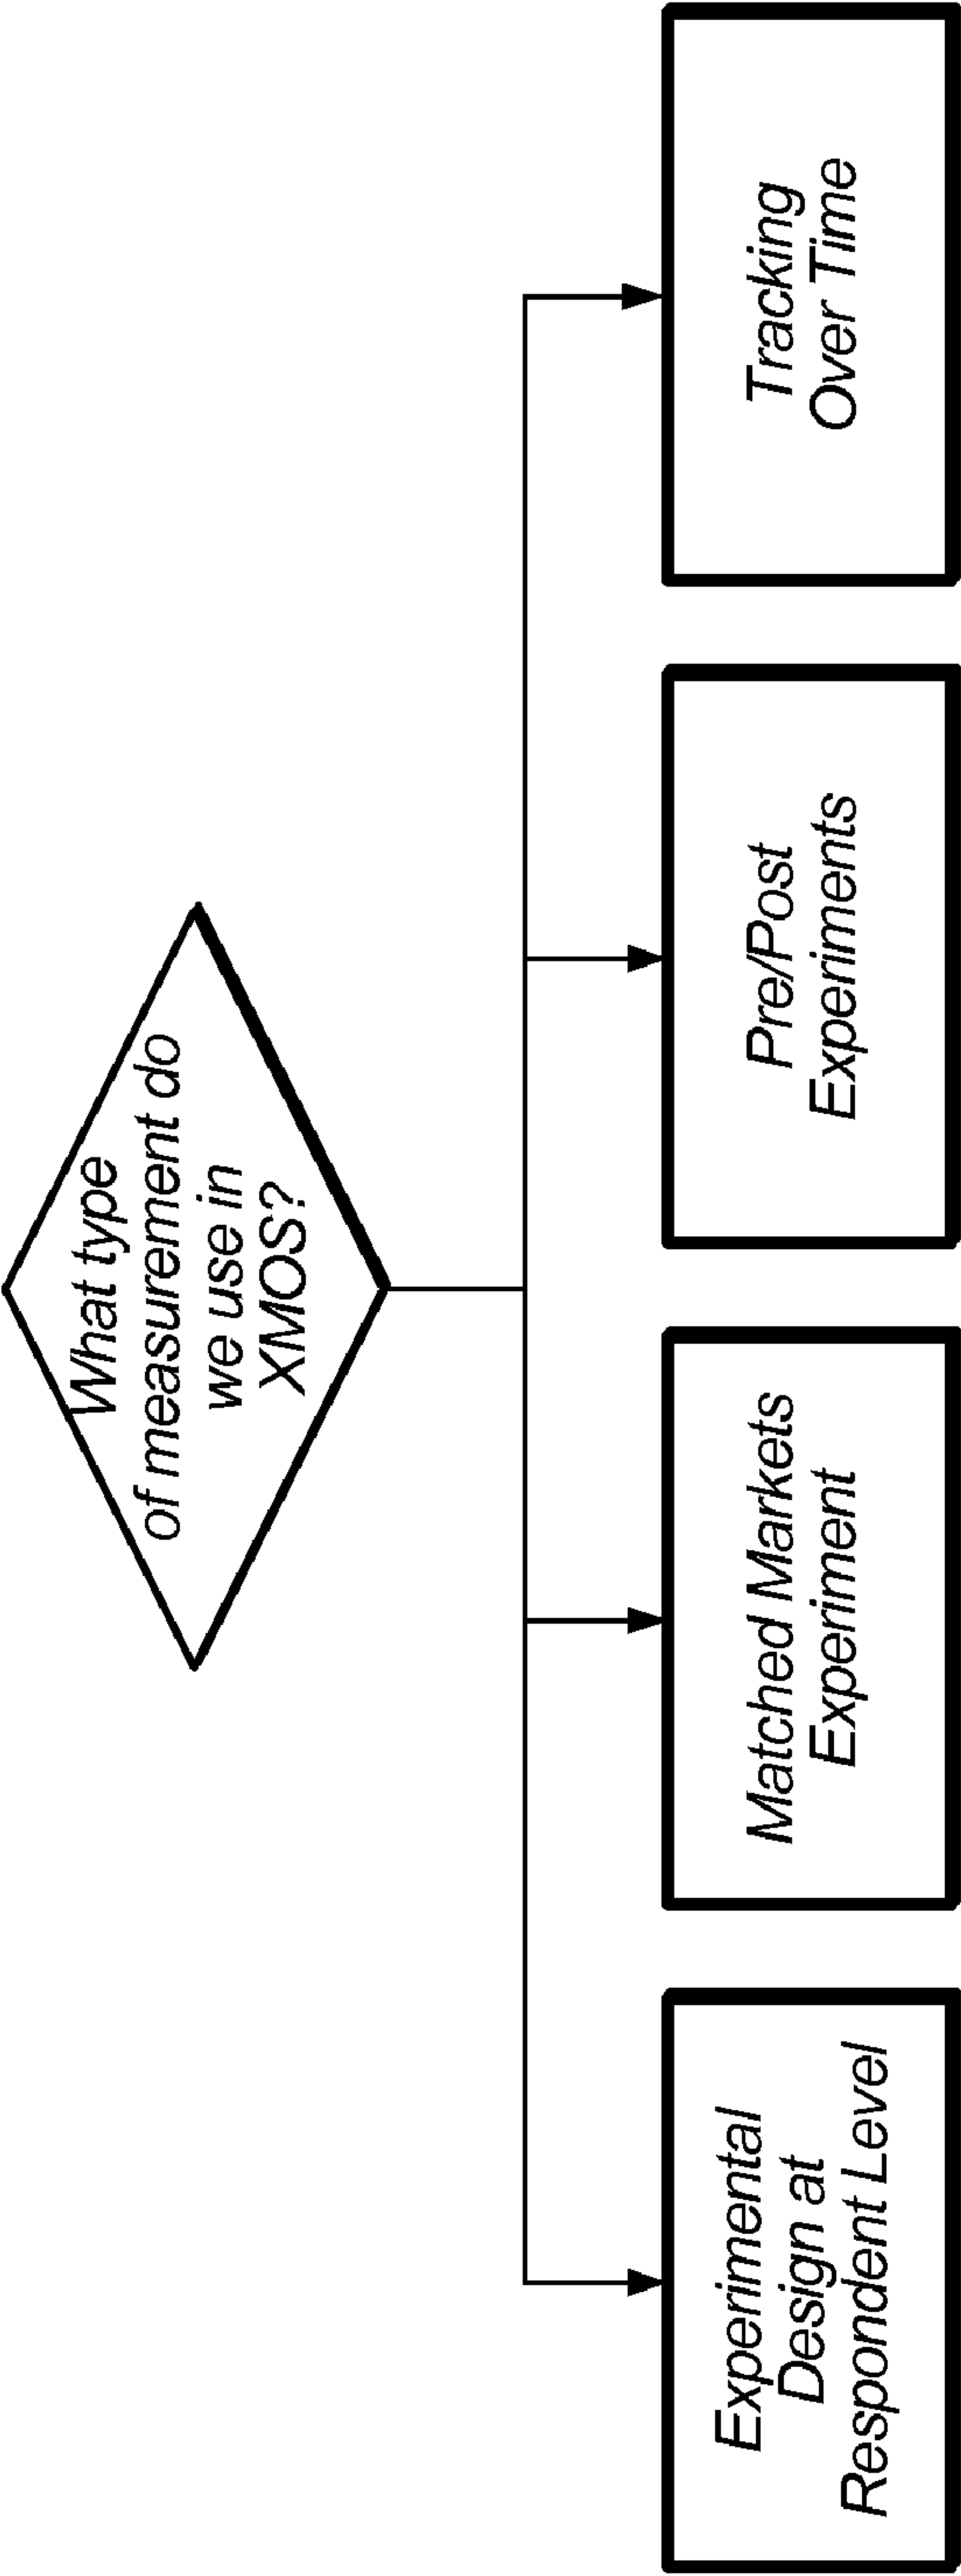 What type
of measurement do
we use in
XMOS?
Experimental
Design at
Respondent Level
Matched Markets
Experiment
Pre/Post
Experiments
Tracking
Over Time